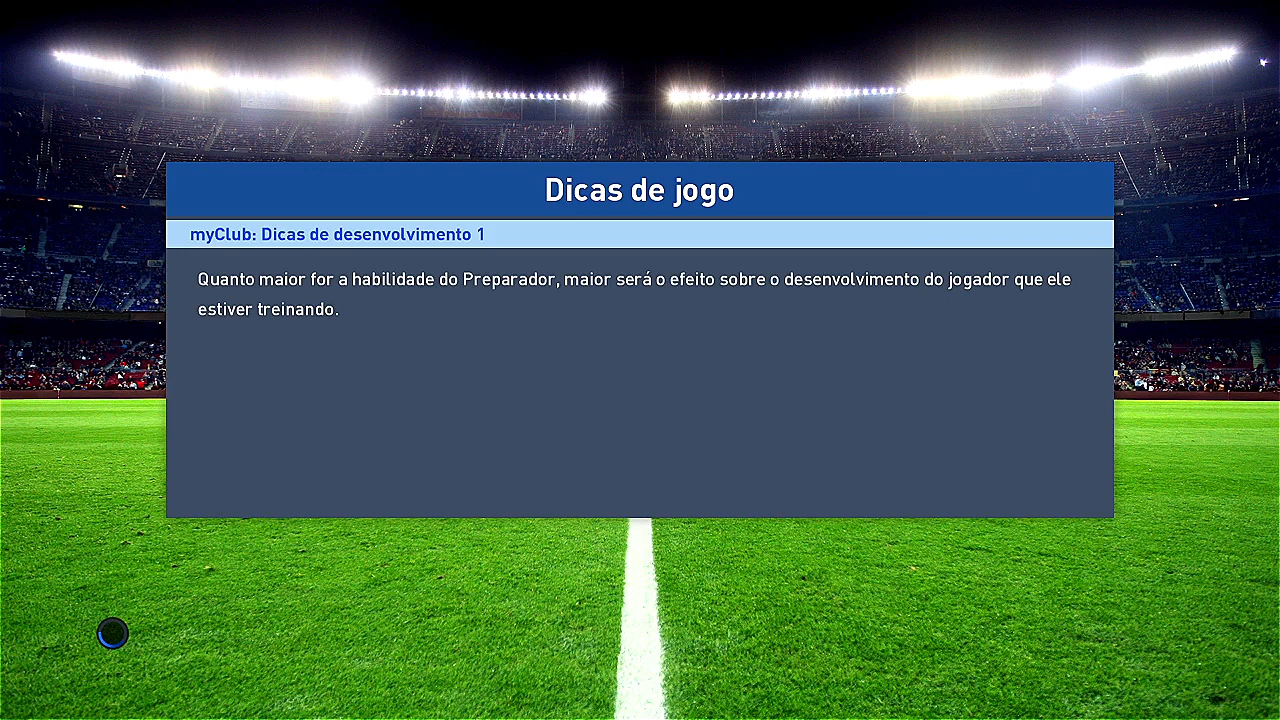 Dicas de jogo
myClub: Dicas de desenvolvimento 1
Quanto maior for a habilidade do Preparador, maior será o efeito sobre o desenvolvimento do jogador que ele
estiver treinando.